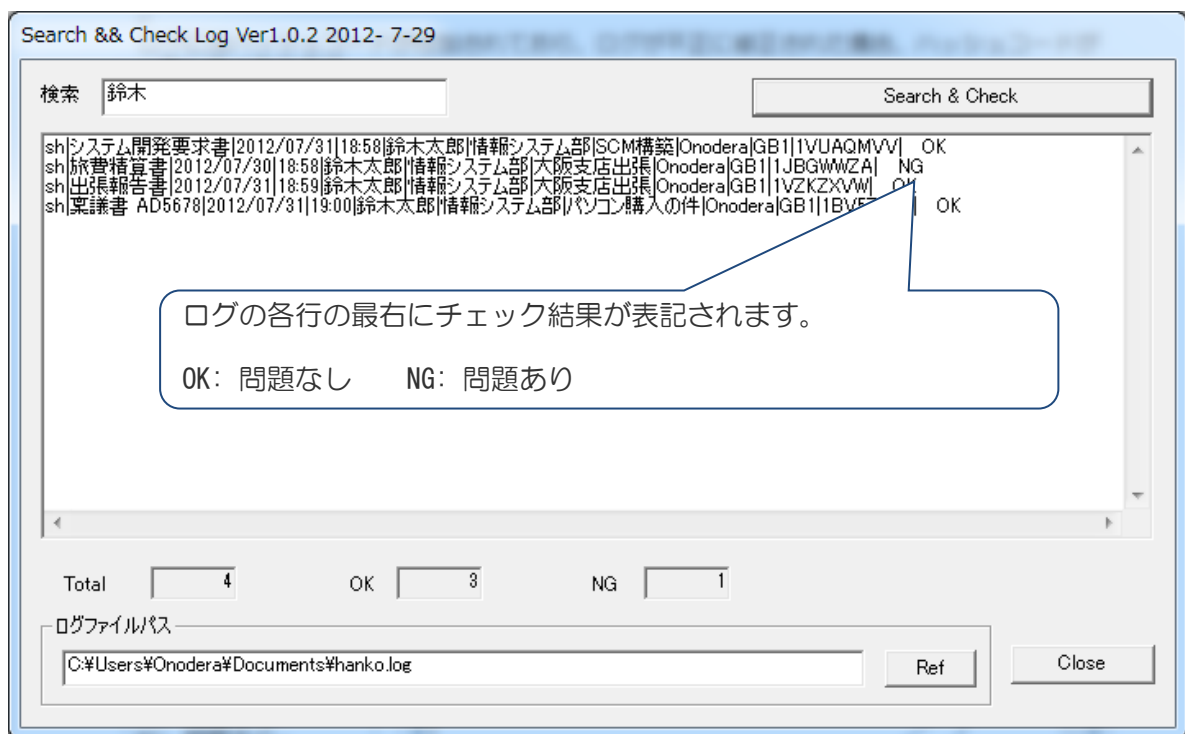 Search && Check Log Ver1.0.2 2012- 7-29
検索 鈴木 Search & Check
sh|システム開発要求書|2012/07/31|18:58|鈴木太郎|情報システム部|SCM構築|Onodera|GB1|1VUAQMVV| OK
sh|旅費精算書|2012/07/30|18:58|鈴木太郎|情報システム部|大阪支店出張|Onodera|GB1|1JBGWWZA| NG
sh|出張報告書|2012/07/31|18:59|鈴木太郎|情報システム部|大阪支店出張|Onodera|GB1|1VZKZXVW| OK
sh|稟議書 AD5678|2012/07/31|19:00|鈴木太郎|情報システム部|パソコン購入の件|Onodera|GB1| OK
ログの各行の最右にチェック結果が表記されます。
OK: 問題なし NG: 問題あり
Total 4 OK 3 NG 1
ログファイルパス
C:¥Users¥Onodera¥Documents¥hanko.log Ref Close